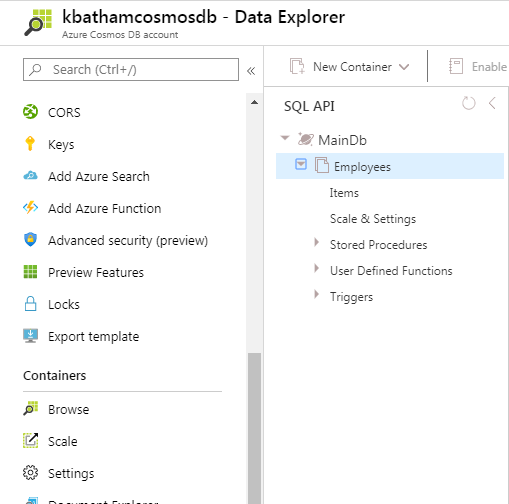 kbathamcosmosdb - Data Explorer
Azure Cosmos DB account
Search (Ctrl+/)
«
CORS
Keys
Add Azure Search
Add Azure Function
Advanced security (preview)
Preview Features
Locks
Export template
Containers
Browse
Scale
Settings
Document Explorer
New Container
Enable
SQL API
MainDb
Employees
Items
Scale & Settings
Stored Procedures
User Defined Functions
Triggers